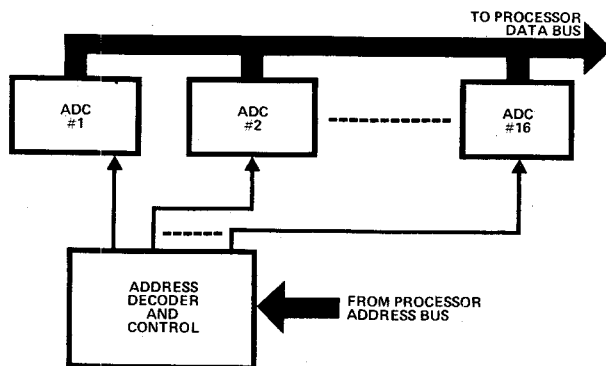 TO PROCESSOR
DATA BUS
ADC
#1
ADC
#2
ADC
#16
ADDRESS
DECODER
AND
CONTROL
FROM PROCESSOR
ADDRESS BUS